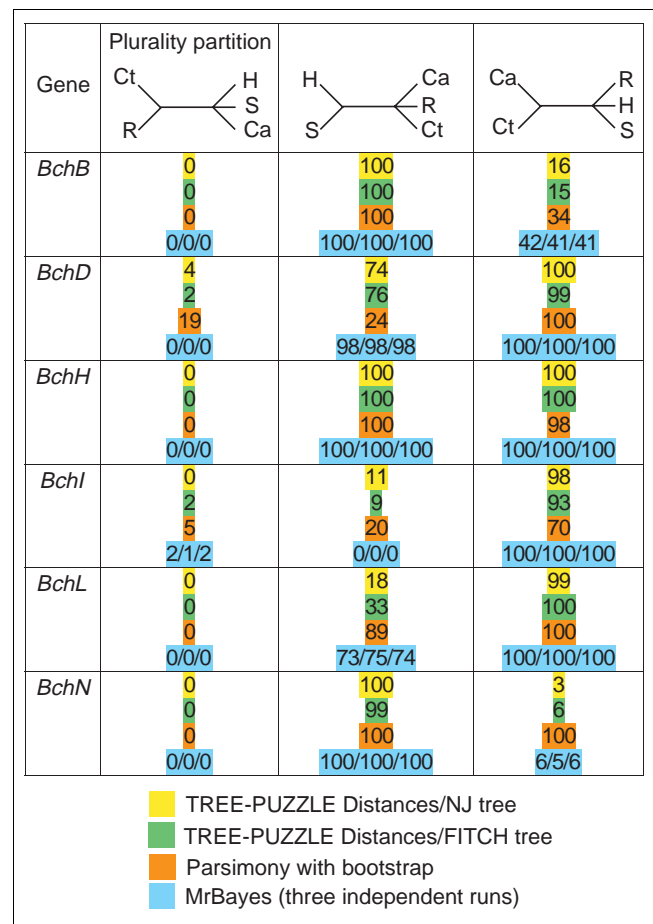 Gene
Plurality partition
Ct
R
H
S
Ca
H
S
Ca
R
Ct
Ca
Ct
R
H
S
BchB
0 100 16
0 100 15
0 100 34
0/0/0 100/100/100 42/41/41
BchD
4 74 100
2 76 99
19 24 100
0/0/0 98/98/98 100/100/100
BchH
0 100 100
0 100 100
0 100 98
0/0/0 100/100/100 100/100/100
BchI
0 11 98
2 9 93
5 20 70
2/1/2 0/0/0 100/100/100
BchL
0 18 99
0 33 100
0 89 100
0/0/0 73/75/74 100/100/100
BchN
0 100 3
0 99 6
0 100 100
0/0/0 100/100/100 6/5/6
TREE-PUZZLE Distances/NJ tree
TREE-PUZZLE Distances/FITCH tree
Parsimony with bootstrap
MrBayes (three independent runs)